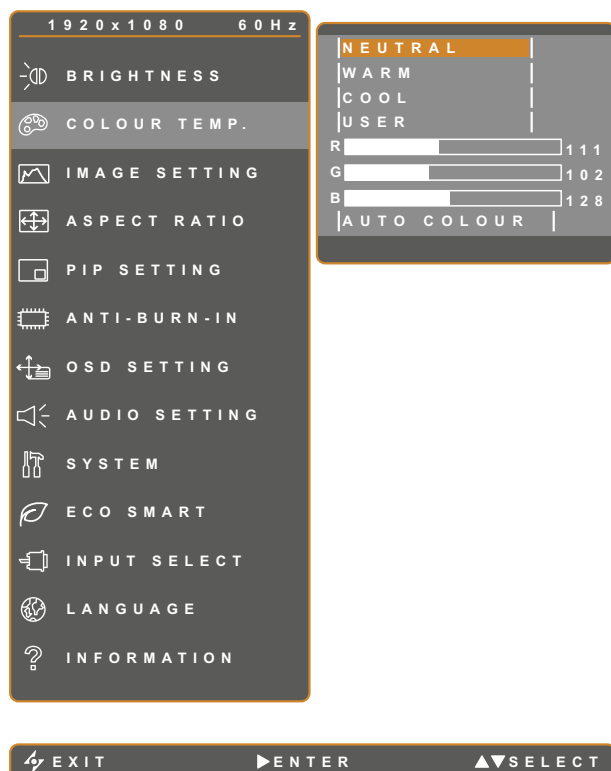 1920x1080 60Hz
BRIGHTNESS
COLOUR TEMP.
IMAGE SETTING
ASPECT RATIO
PIP SETTING
ANTI-BURN-IN
OSD SETTING
AUDIO SETTING
SYSTEM
ECO SMART
INPUT SELECT
LANGUAGE
INFORMATION
NEUTRAL
WARM
COOL
USER
R 111
G 102
B 128
AUTO COLOUR
EXIT ENTER SELECT